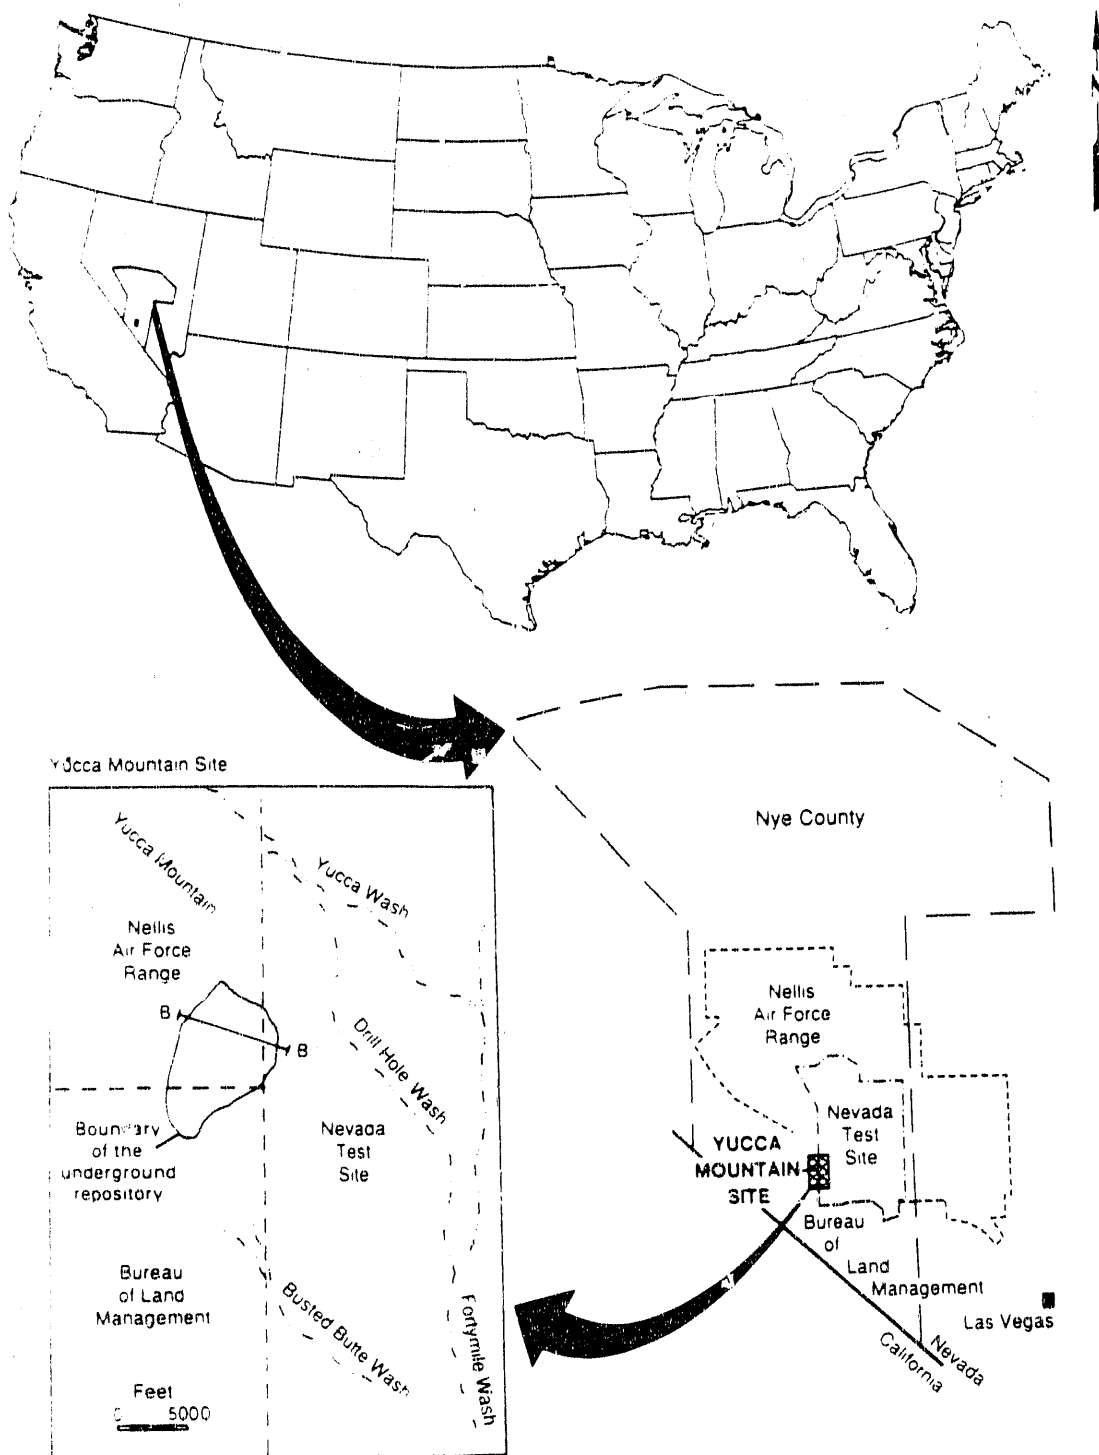 N
Yucca Mountain Site
Yucca Mountain
Yucca Wash
Nellis
Air Force
Range
B
B
Drill Hole Wash
Boundary
of the
underground
repository
Nevada
Test
Site
Bureau
of Land
Management
Busted Butte Wash
Fortymile Wash
Feet
0 5000
Nye County
Nellis
Air Force
Range
Nevada
Test
Site
YUCCA
MOUNTAIN
SITE
Bureau
of
Land
Management
Las Vegas
Nevada
California